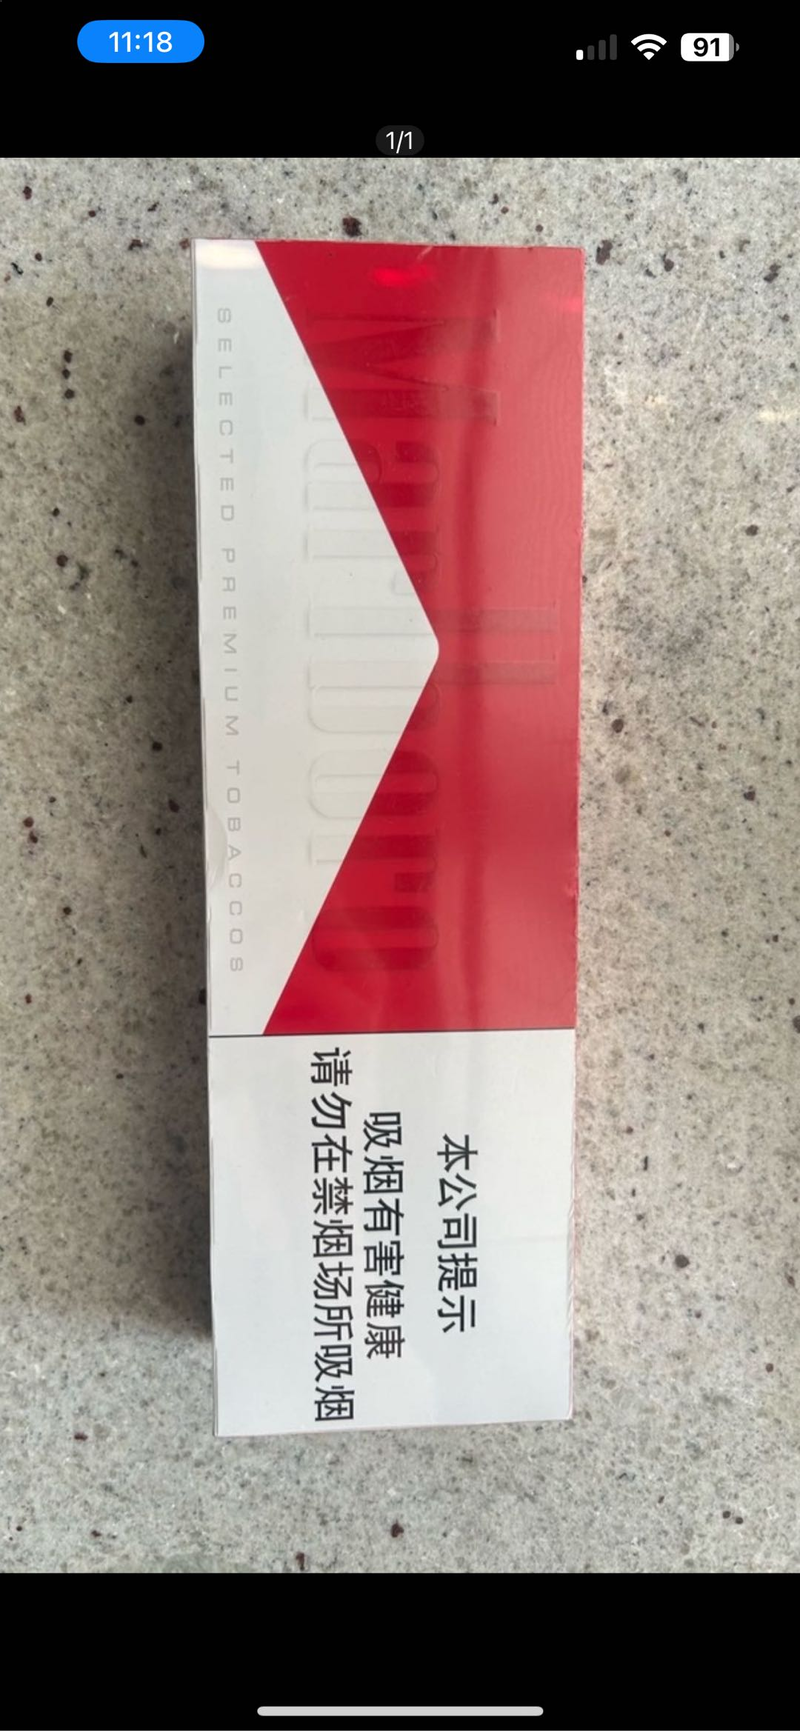 11:18
91
1/1
Marlboro
SELECTED PREMIUM TOBACCOS
本公司提示
吸烟有害健康
请勿在禁烟场所吸烟